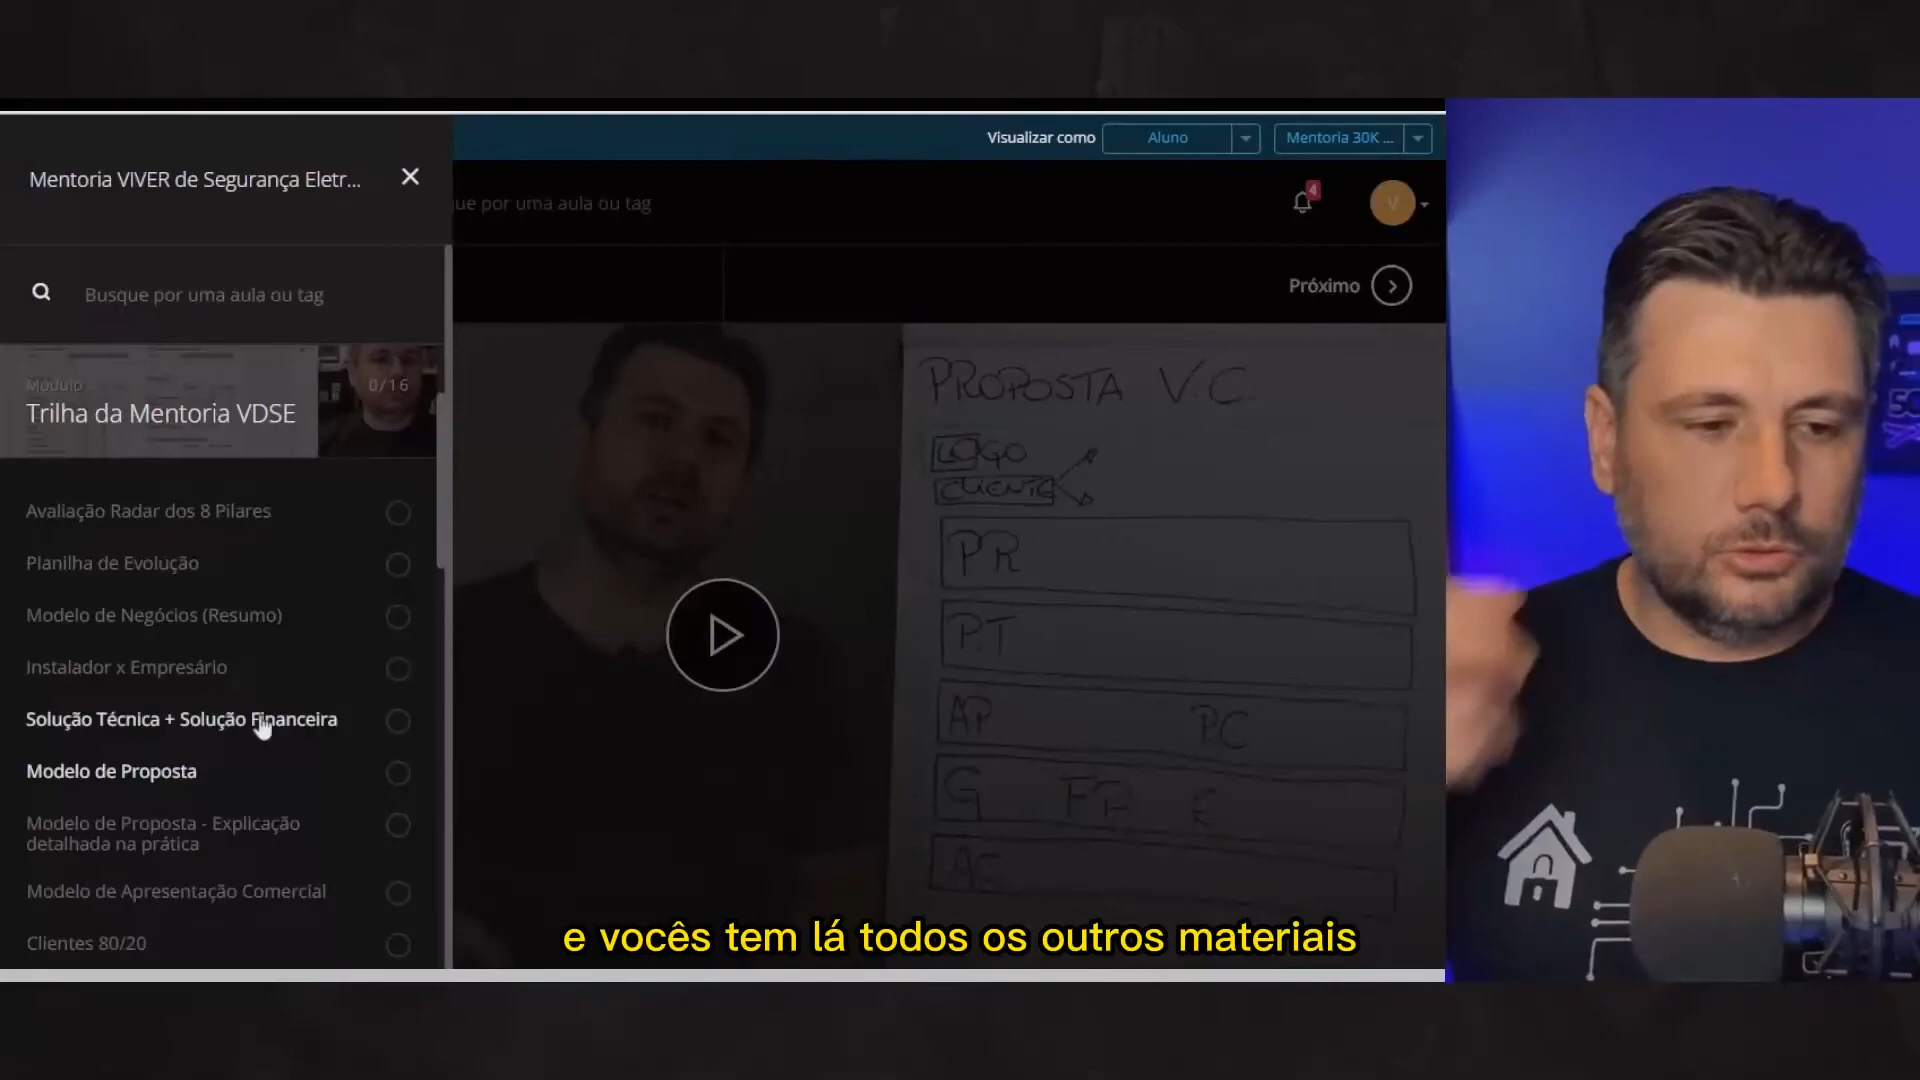 Visualizar como
Aluno
Mentoria 30K ...
Mentoria VIVER de Segurança Eletr...
ue por uma aula ou tag
4
V
Busque por uma aula ou tag
Próximo
Módulo
0/16
Trilha da Mentoria VDSE
Avaliação Radar dos 8 Pilares
Planilha de Evolução
Modelo de Negócios (Resumo)
Instalador x Empresário
Solução Técnica + Solução Financeira
Modelo de Proposta
Modelo de Proposta - Explicação
detalhada na prática
Modelo de Apresentação Comercial
Clientes 80/20
PROPOSTA V.C
LOGO
CLIENTE
PR
P.T
AP PC
G FP E
e vocês tem lá todos os outros materiais